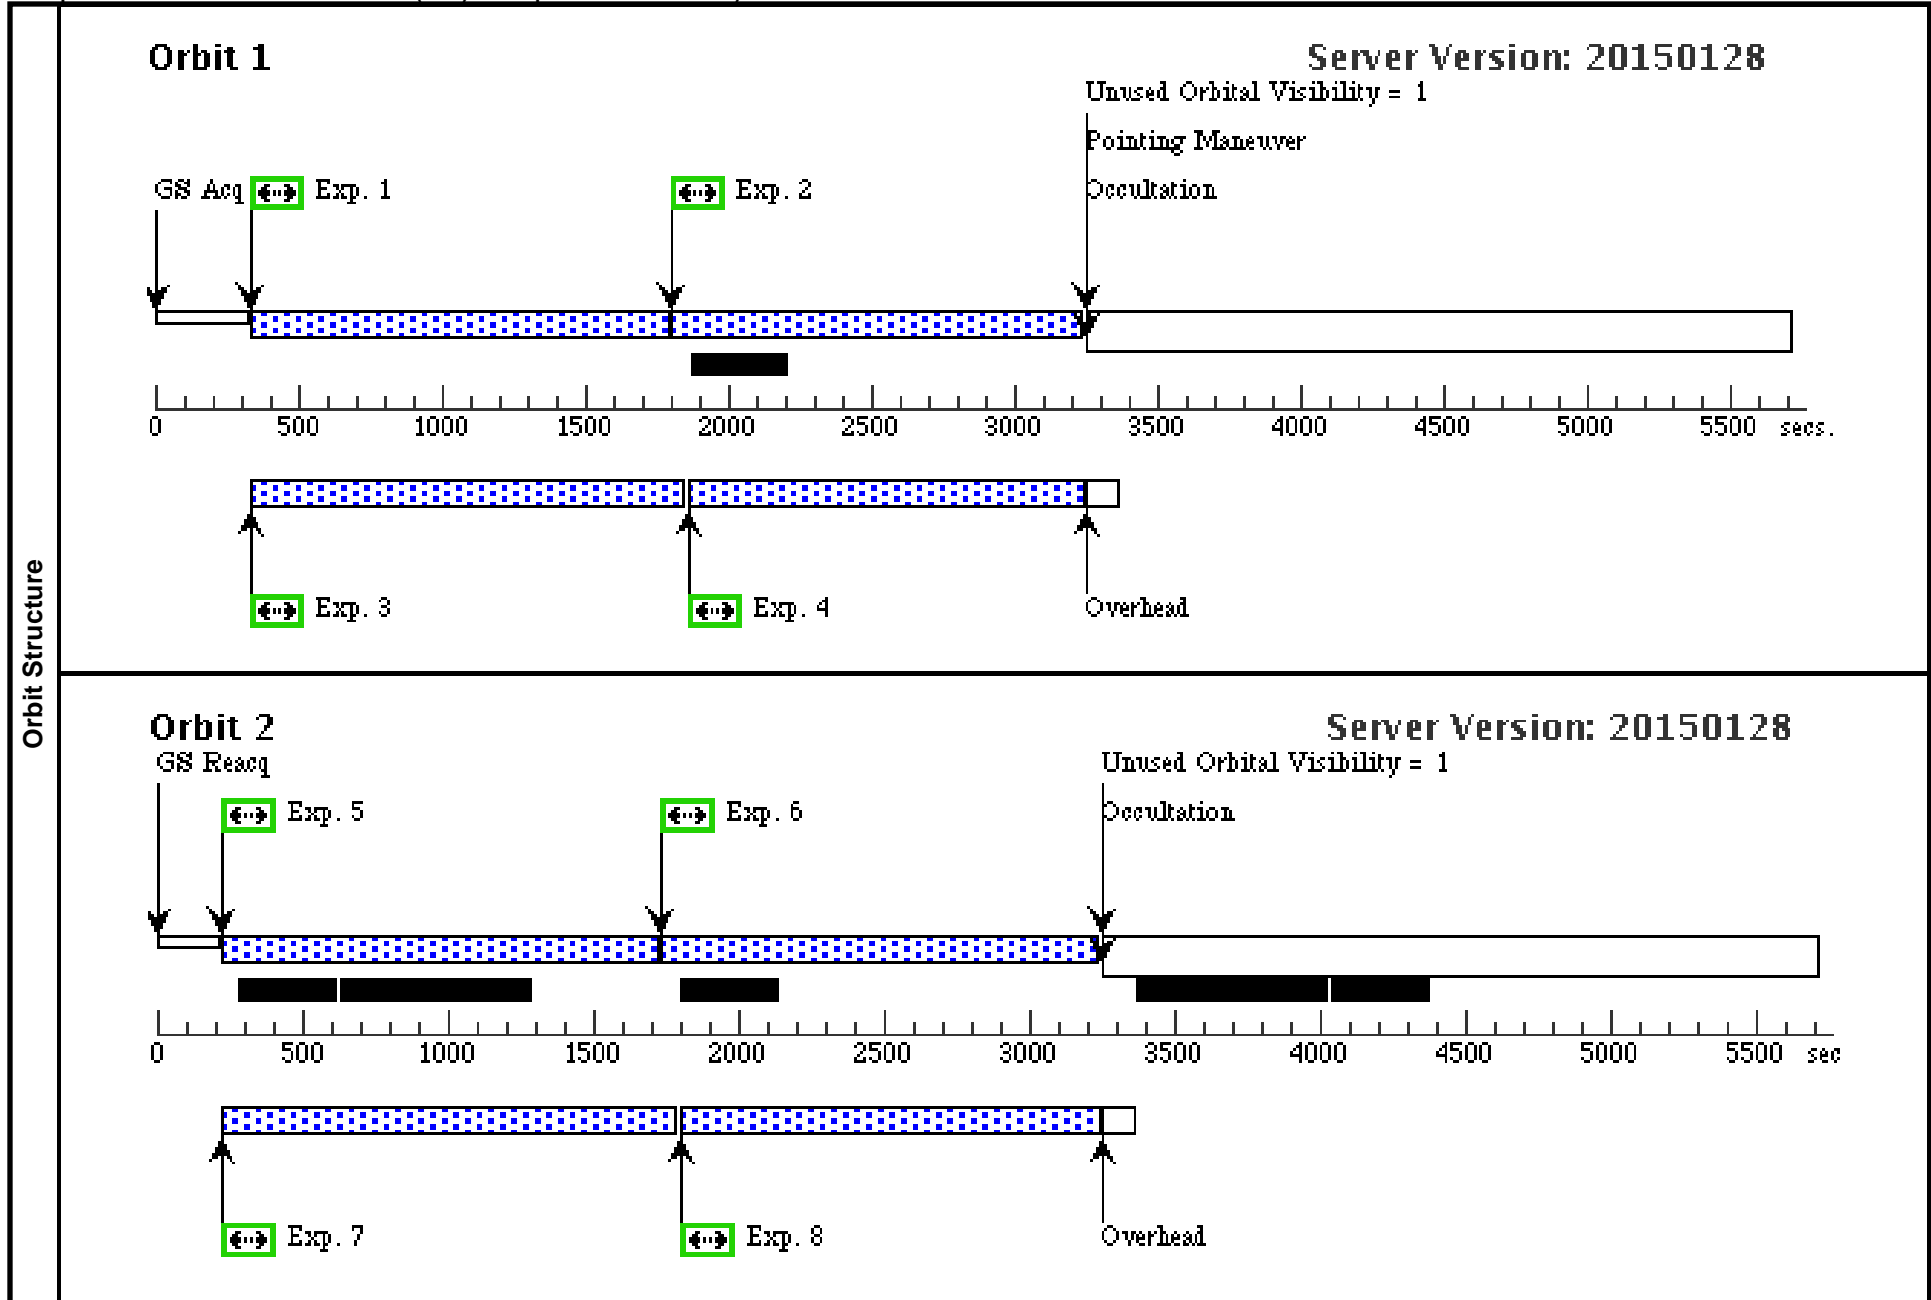 Orbit Structure
Orbit 1
Server Version: 20150128
Unused Orbital Visibility = 1
Pointing Maneuver
GS Acq Exp. 1 Exp. 2 Occultation
0 500 1000 1500 2000 2500 3000 3500 4000 4500 5000 5500 secs.
Exp. 3 Exp. 4 Overhead
Orbit 2
Server Version: 20150128
GS Reacq Unused Orbital Visibility = 1
Exp. 5 Exp. 6 Occultation
0 500 1000 1500 2000 2500 3000 3500 4000 4500 5000 5500 sec
Exp. 7 Exp. 8 Overhead